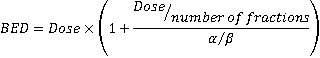 BED = Dose × (1 + (Dose/number of fractions)/(α/β))